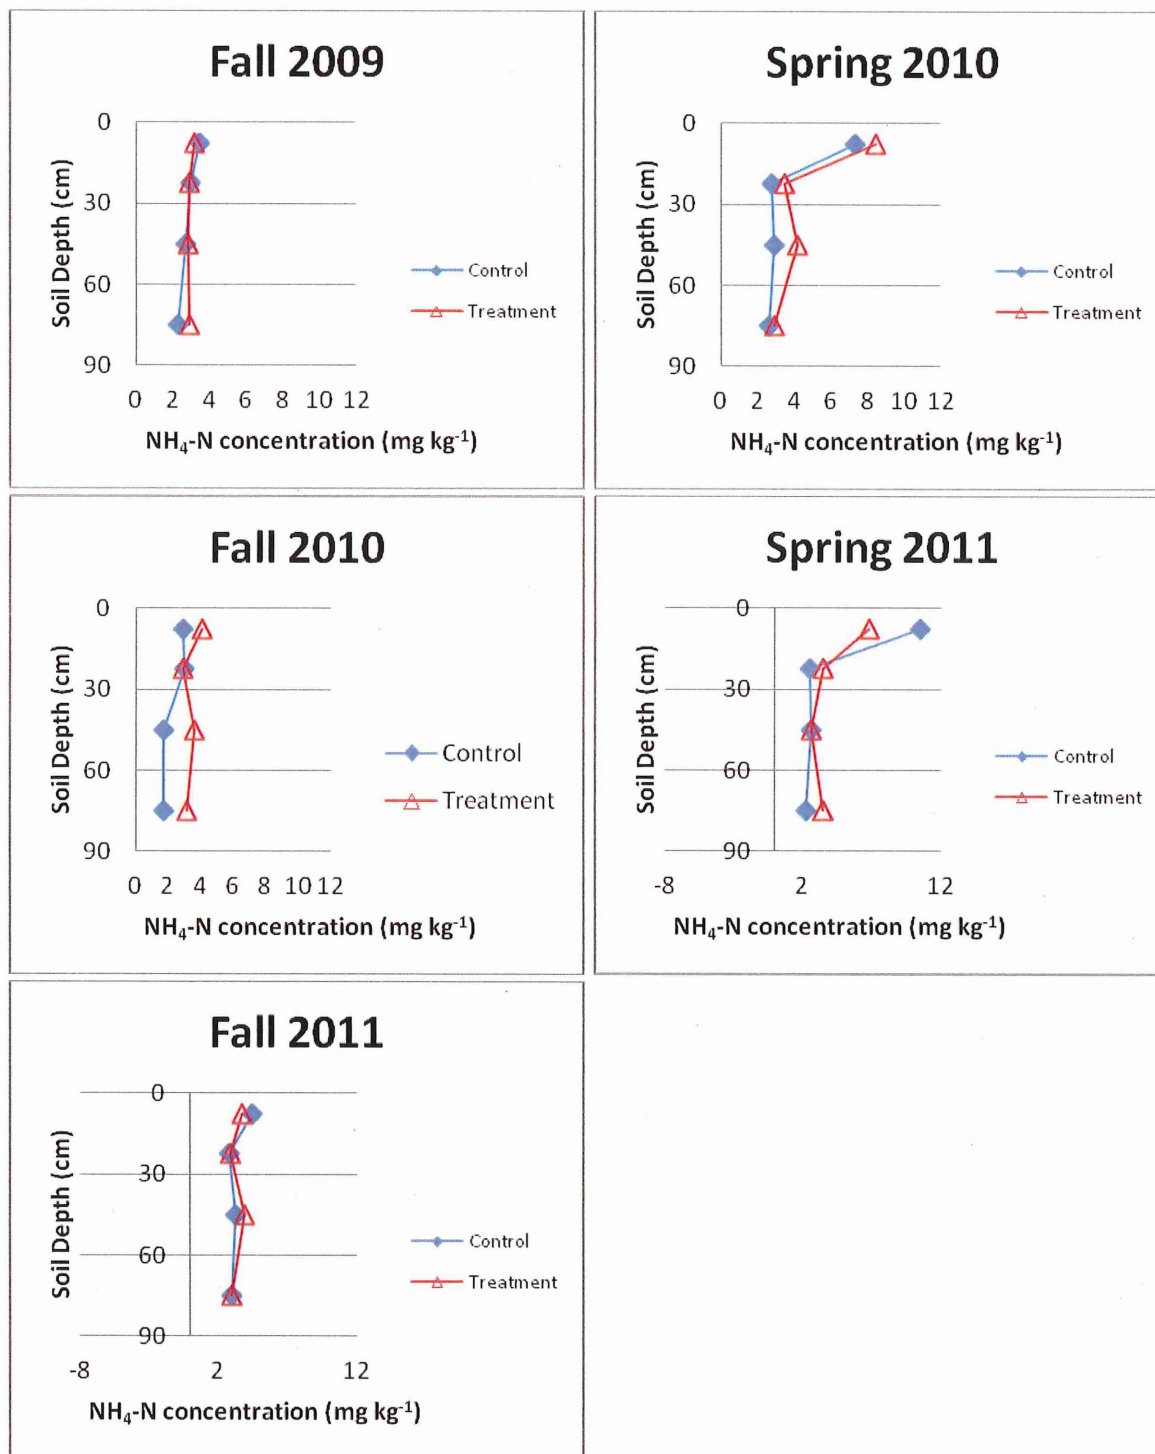 Fall 2009
Soil Depth (cm)
0
30
60
90
0 2 4 6 8 10 12
NH₄-N concentration (mg kg⁻¹)
Control
Treatment
Spring 2010
Soil Depth (cm)
0
30
60
90
0 2 4 6 8 10 12
NH₄-N concentration (mg kg⁻¹)
Control
Treatment
Fall 2010
Soil Depth (cm)
0
30
60
90
0 2 4 6 8 10 12
NH₄-N concentration (mg kg⁻¹)
Control
Treatment
Spring 2011
Soil Depth (cm)
0
30
60
90
-8 2 12
NH₄-N concentration (mg kg⁻¹)
Control
Treatment
Fall 2011
Soil Depth (cm)
0
30
60
90
-8 2 12
NH₄-N concentration (mg kg⁻¹)
Control
Treatment